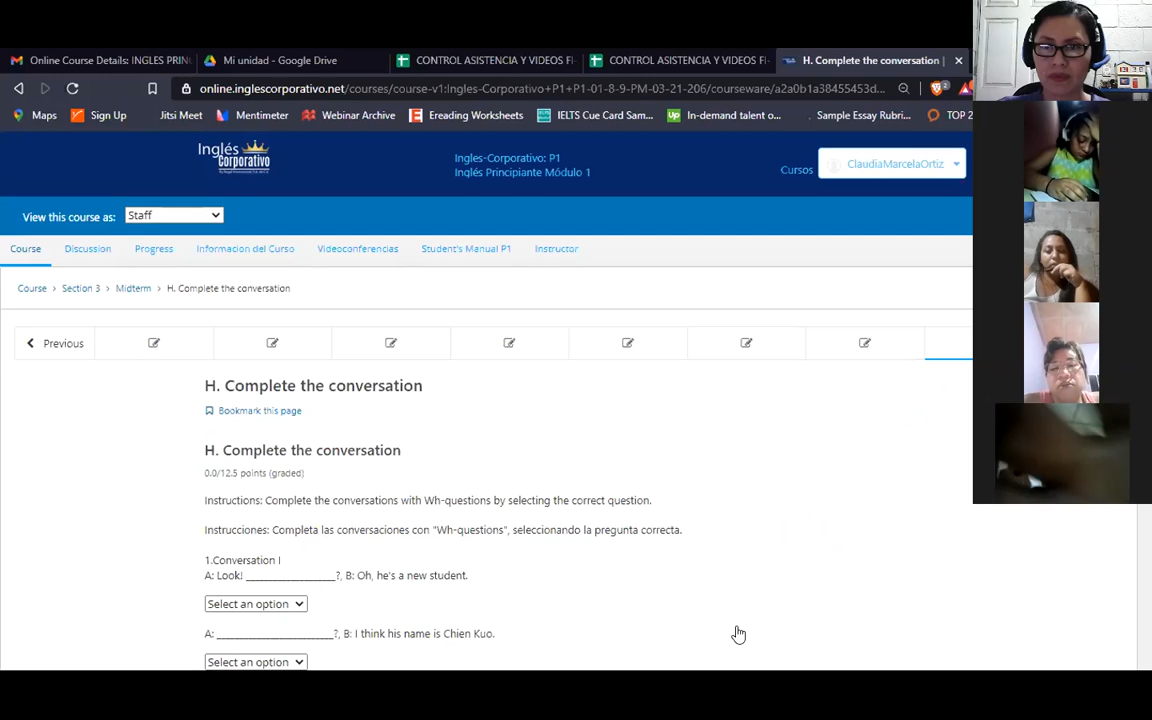 Online Course Details: INGLES PRIN
Mi unidad - Google Drive
CONTROL ASISTENCIA Y VIDEOS FI
CONTROL ASISTENCIA Y VIDEOS FI
H. Complete the conversation |
online.inglescorporativo.net/courses/course-v1:Ingles-Corporativo+P1+P1-01-8-9-PM-03-21-206/courseware/a2a0b1a38455453d...
Maps
Sign Up
Jitsi Meet
Mentimeter
Webinar Archive
Ereading Worksheets
IELTS Cue Card Sam...
In-demand talent o...
Sample Essay Rubri...
TOP 2
Inglés
Corporativo
Ingles-Corporativo: P1
Inglés Principiante Módulo 1
Cursos
ClaudiaMarcelaOrtiz
View this course as:
Staff
Course
Discussion
Progress
Informacion del Curso
Videoconferencias
Student's Manual P1
Instructor
Course > Section 3 > Midterm > H. Complete the conversation
Previous
H. Complete the conversation
Bookmark this page
H. Complete the conversation
0.0/12.5 points (graded)
Instructions: Complete the conversations with Wh-questions by selecting the correct question.
Instrucciones: Completa las conversaciones con "Wh-questions", seleccionando la pregunta correcta.
1.Conversation I
A: Look! __________________?, B: Oh, he's a new student.
Select an option
A: _______________________?, B: I think his name is Chien Kuo.
Select an option